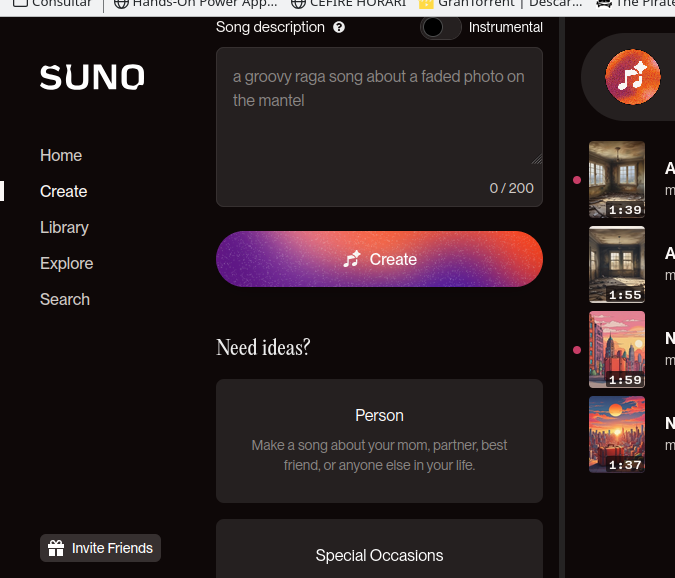 Consultar
Hands-On Power App...
CEFIRE HORARI
GranTorrent | Descar...
The Pirate
Song description
Instrumental
SUNO
a groovy raga song about a faded photo on
the mantel
0 / 200
Home
Create
Library
Explore
Search
Create
Need ideas?
Person
Make a song about your mom, partner, best
friend, or anyone else in your life.
Special Occasions
Invite Friends
1:39
A
m
1:55
A
m
1:59
N
m
1:37
N
m